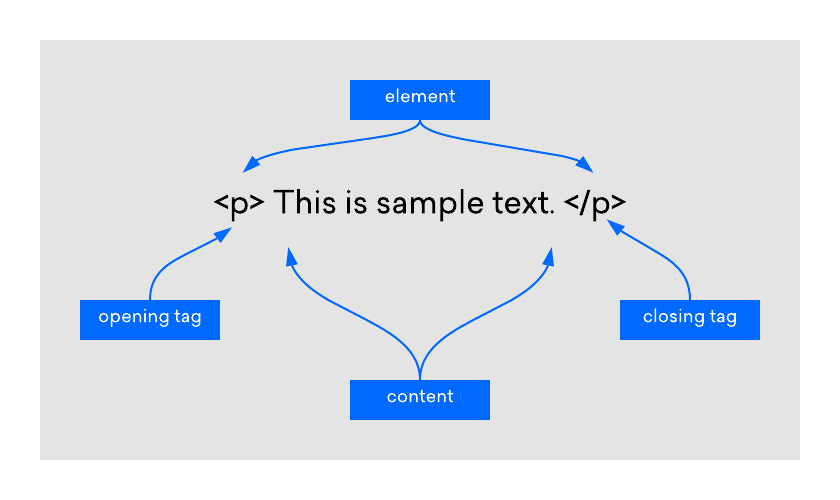 element
<p> This is sample text. </p>
opening tag
closing tag
content